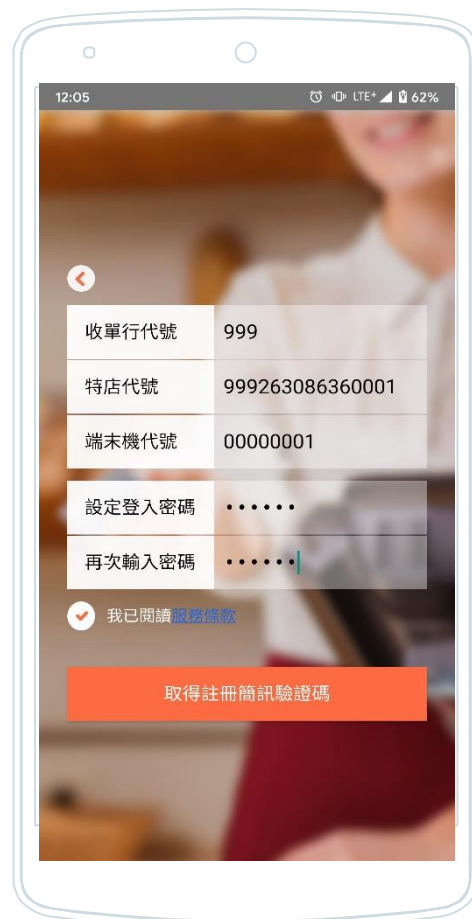 12:05 LTE+ 62%
收單行代號 999
特店代號 999263086360001
端末機代號 00000001
設定登入密碼 ••••••
再次輸入密碼 ••••••
我已閱讀服務條款
取得註冊簡訊驗證碼